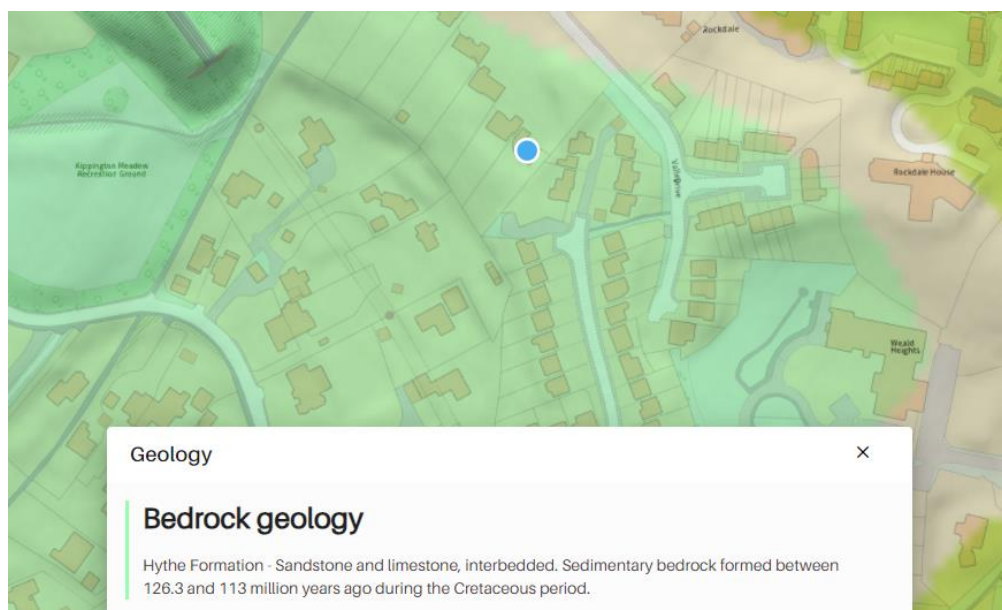 Rockdale
Kippington Meadow
Recreation Ground
Rockdale House
Weald
Heights
Geology
Bedrock geology
Hythe Formation - Sandstone and limestone, interbedded. Sedimentary bedrock formed between
126.3 and 113 million years ago during the Cretaceous period.